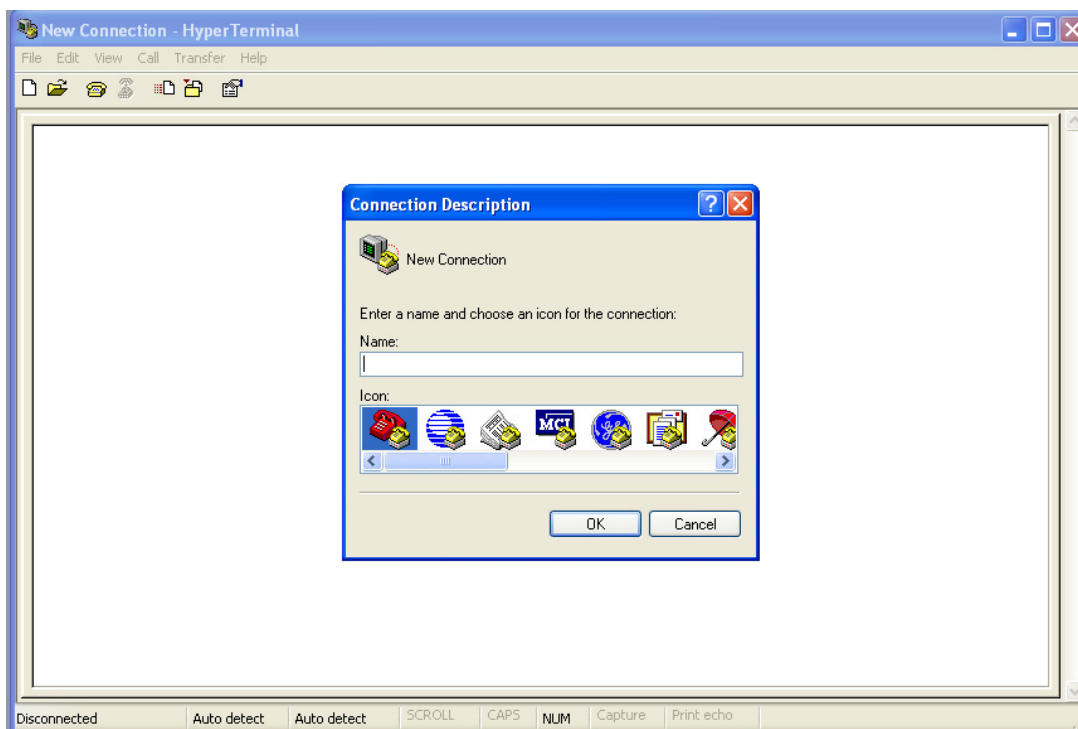 New Connection - HyperTerminal
File Edit View Call Transfer Help
Connection Description
New Connection
Enter a name and choose an icon for the connection:
Name:
Icon:
MCI
OK Cancel
Disconnected Auto detect Auto detect SCROLL CAPS NUM Capture Print echo